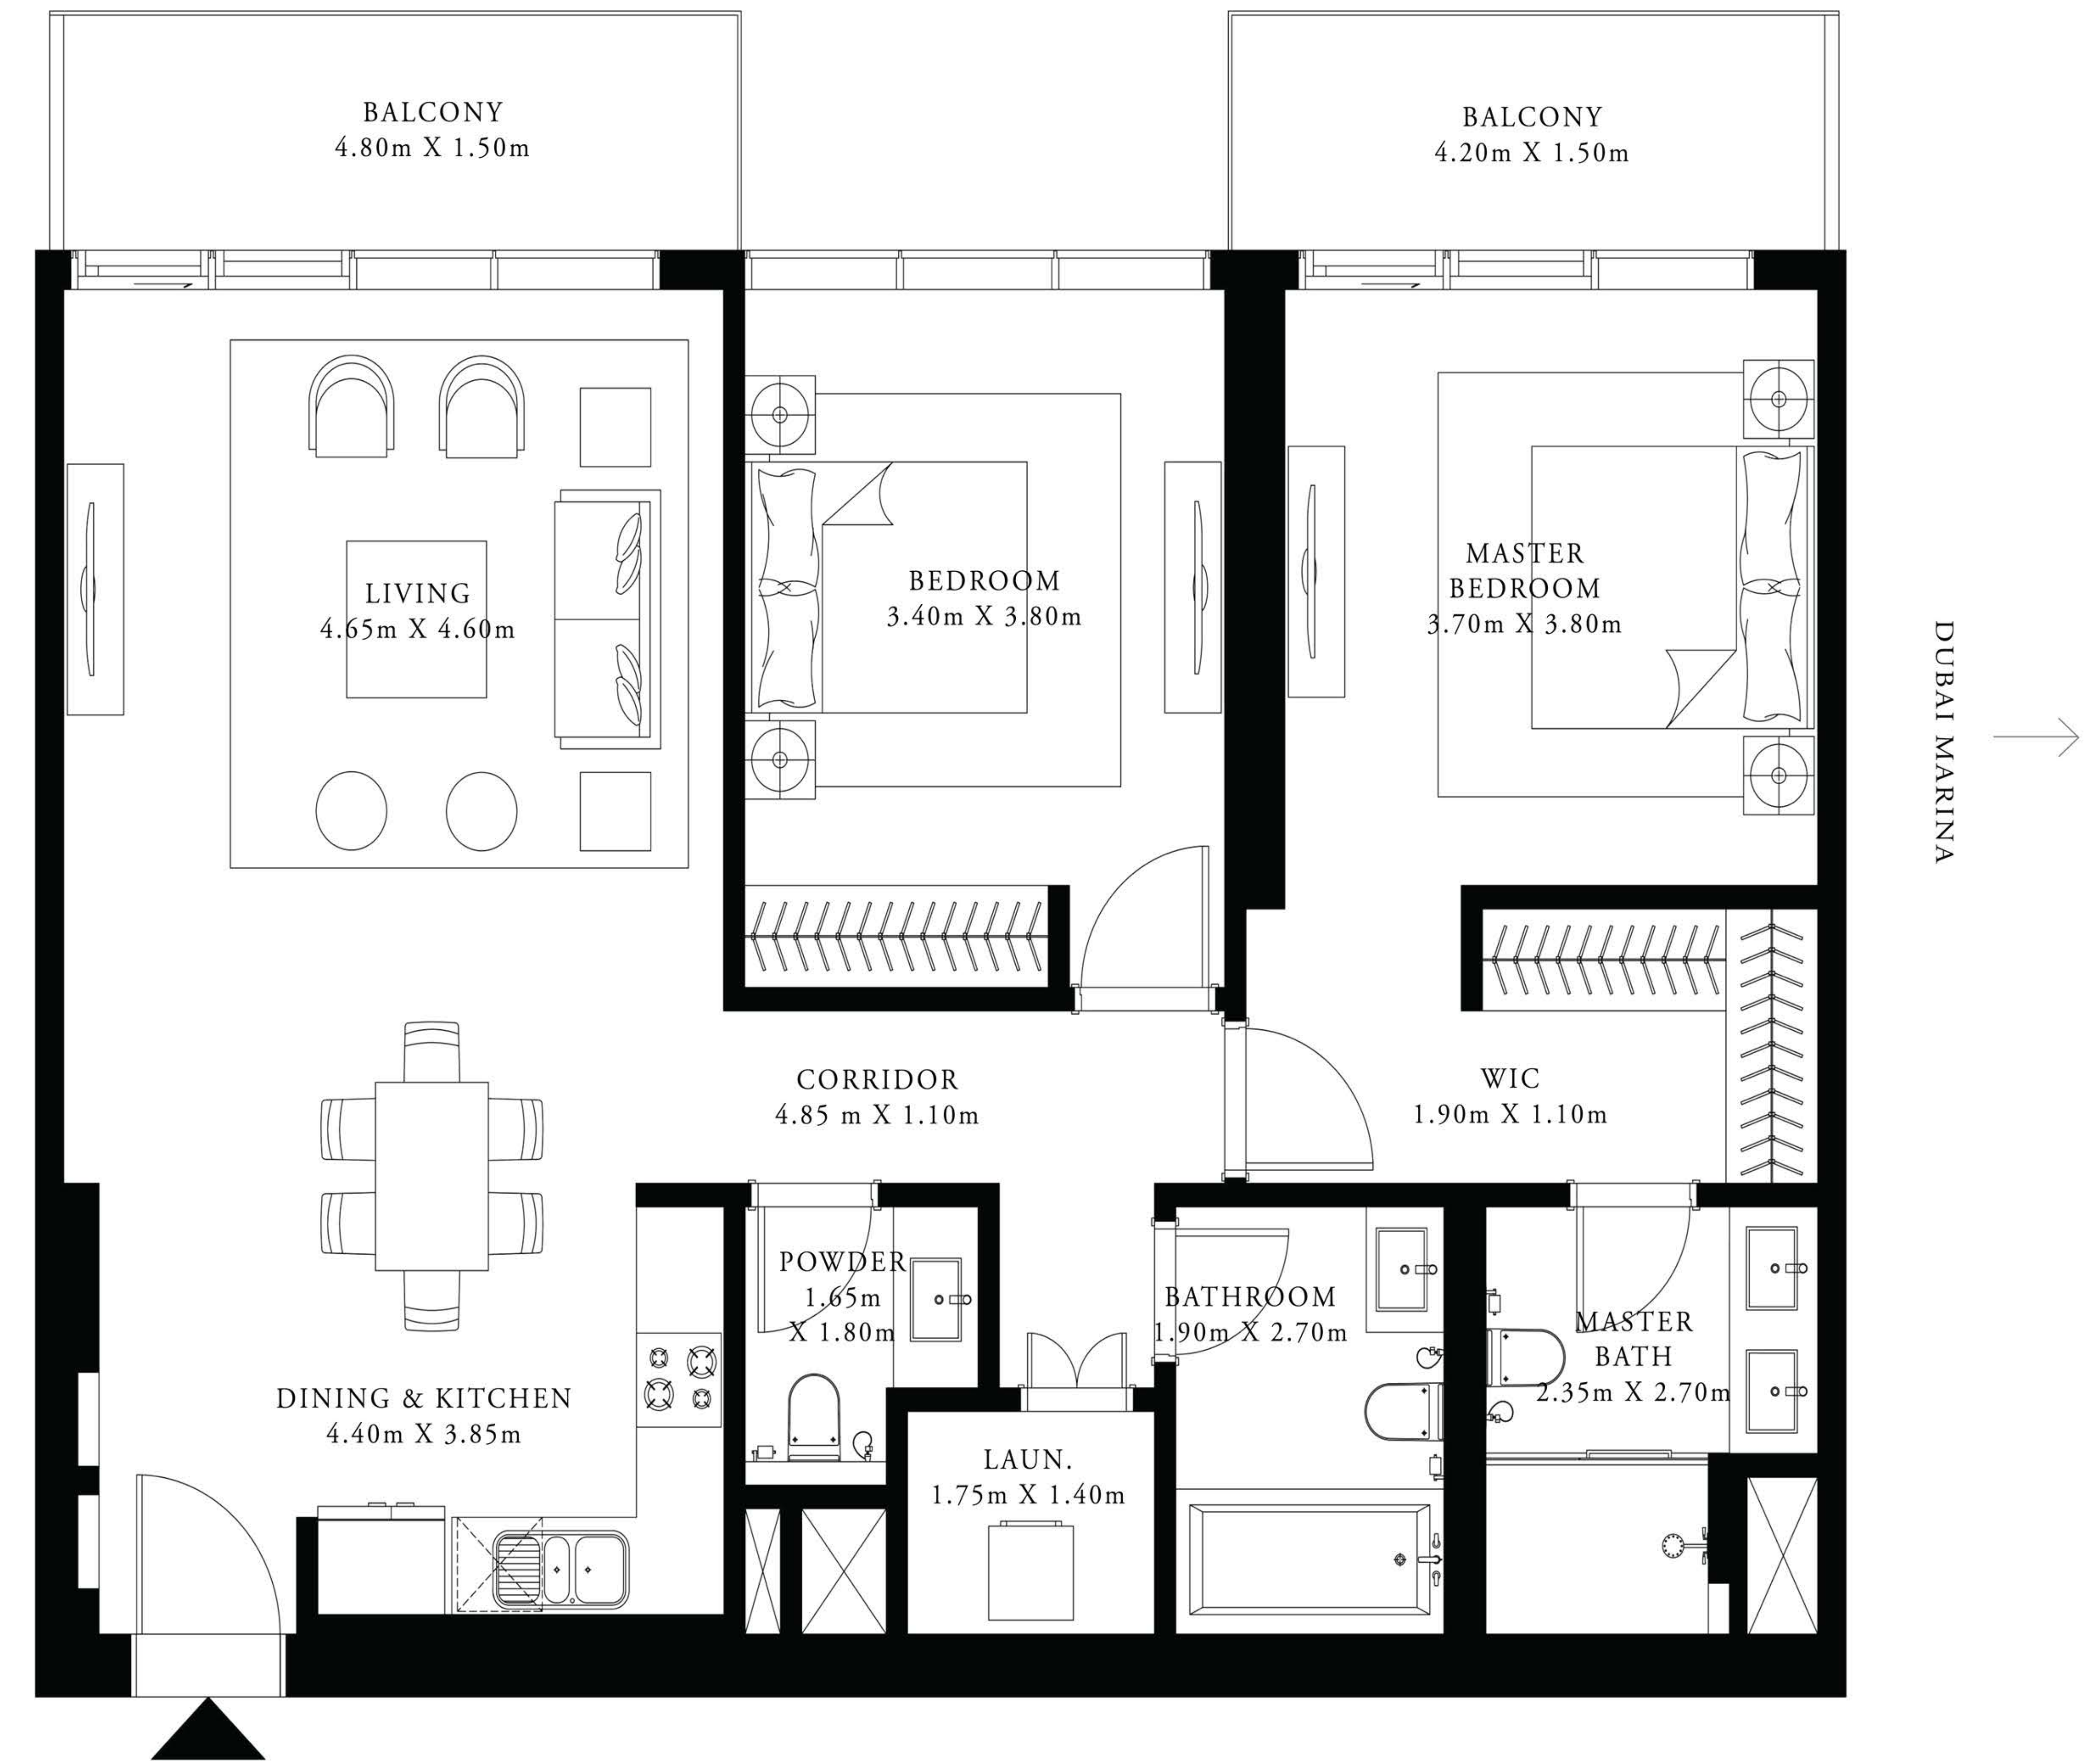 BALCONY
4.80m X 1.50m
BALCONY
4.20m X 1.50m
LIVING
4.65m X 4.60m
BEDROOM
3.40m X 3.80m
MASTER
BEDROOM
3.70m X 3.80m
DUBAI MARINA
CORRIDOR
4.85 m X 1.10m
WIC
1.90m X 1.10m
POWDER
1.65m
X 1.80m
BATHROOM
1.90m X 2.70m
MASTER
BATH
2.35m X 2.70m
DINING & KITCHEN
4.40m X 3.85m
LAUN.
1.75m X 1.40m